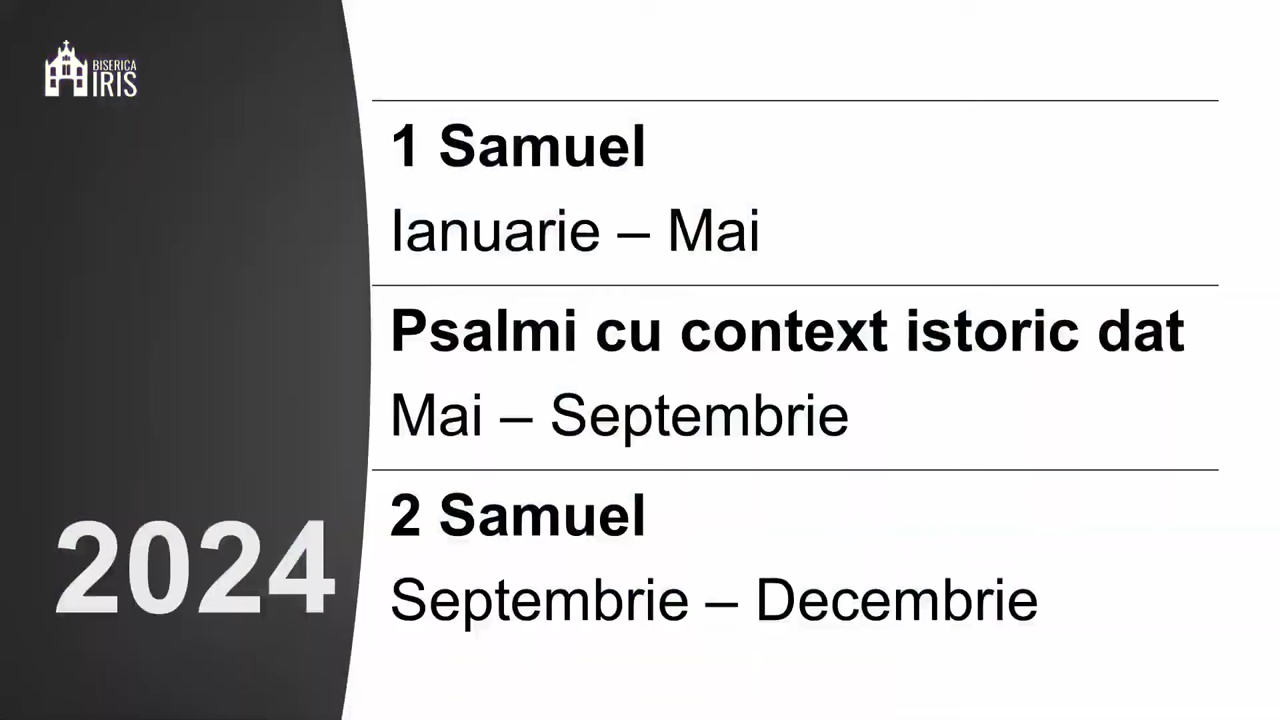 BISERICA
IRIS
1 Samuel
Ianuarie – Mai
Psalmi cu context istoric dat
Mai – Septembrie
2 Samuel
Septembrie – Decembrie
2024